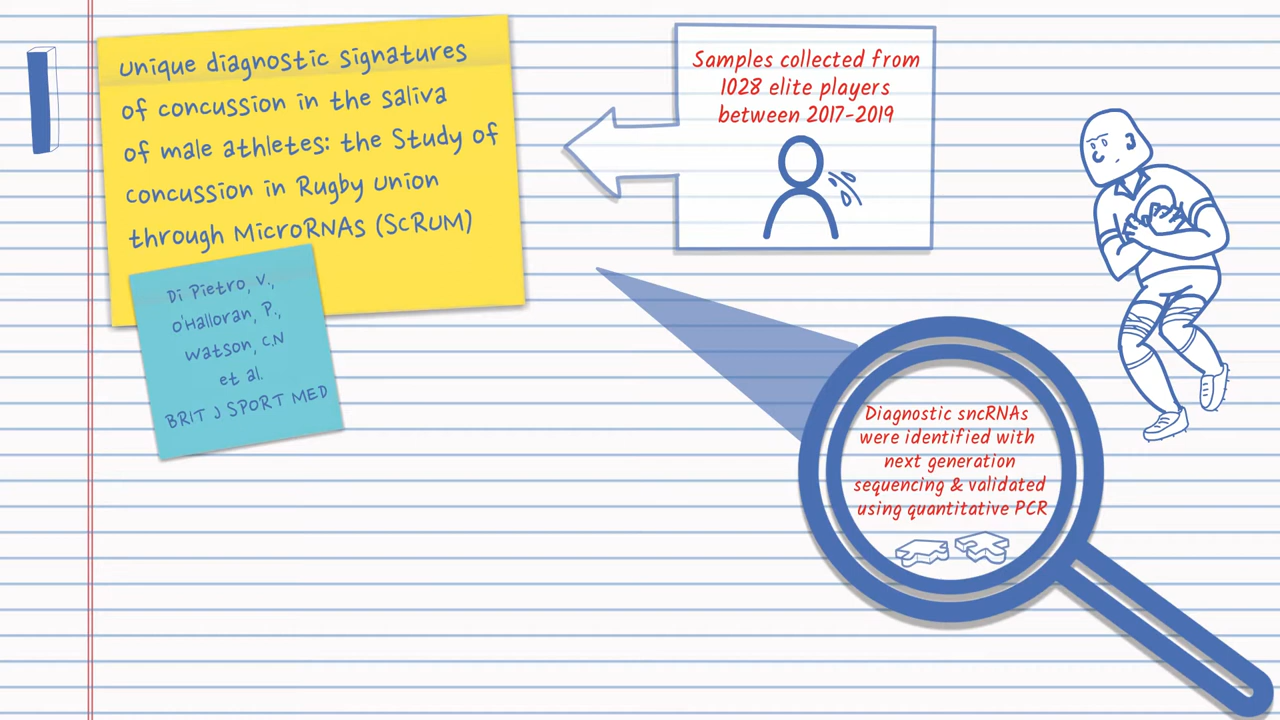 1
Unique diagnostic signatures
of concussion in the saliva
of male athletes: the Study of
concussion in Rugby Union
through MicroRNAs (SCRUM)
Di Pietro, V.,
O'Halloran, P.,
Watson, C.N
et al.
BRIT J SPORT MED
Samples collected from
1028 elite players
between 2017-2019
Diagnostic sncRNAs
were identified with
next generation
sequencing & validated
using quantitative PCR